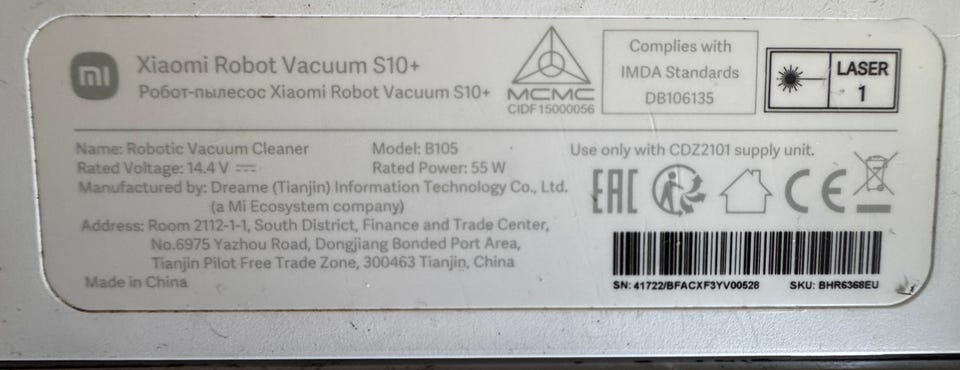 mi
Xiaomi Robot Vacuum S10+
Робот-пылесос Xiaomi Robot Vacuum S10+
MCMC
CIDF15000056
Complies with
IMDA Standards
DB106135
LASER
1
Name: Robotic Vacuum Cleaner
Model: B105
Rated Voltage: 14.4 V ⎓
Rated Power: 55 W
Manufactured by: Dreame (Tianjin) Information Technology Co., Ltd.
(a Mi Ecosystem company)
Address: Room 2112-1-1, South District, Finance and Trade Center,
No.6975 Yazhou Road, Dongjiang Bonded Port Area,
Tianjin Pilot Free Trade Zone, 300463 Tianjin, China
Made in China
Use only with CDZ2101 supply unit.
EAC
CE
SN: 41722/BFACXF3YV00528
SKU: BHR6368EU